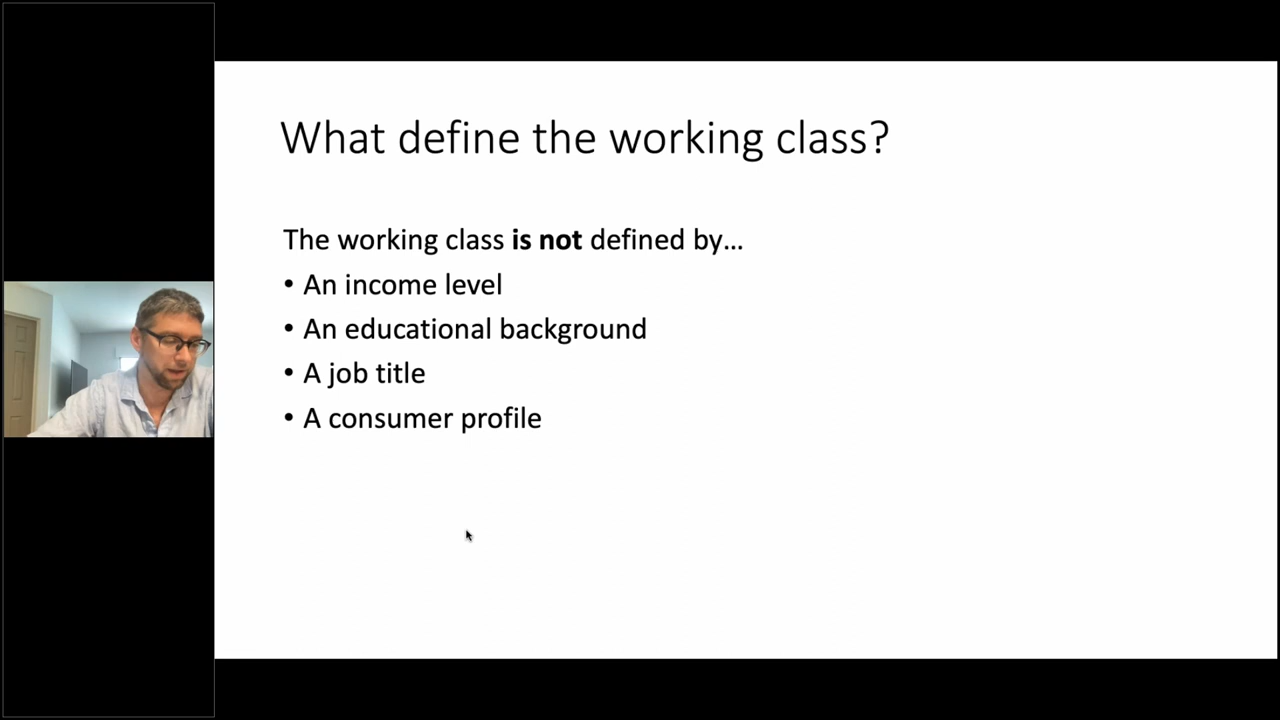 What define the working class?
The working class is not defined by...
• An income level
• An educational background
• A job title
• A consumer profile